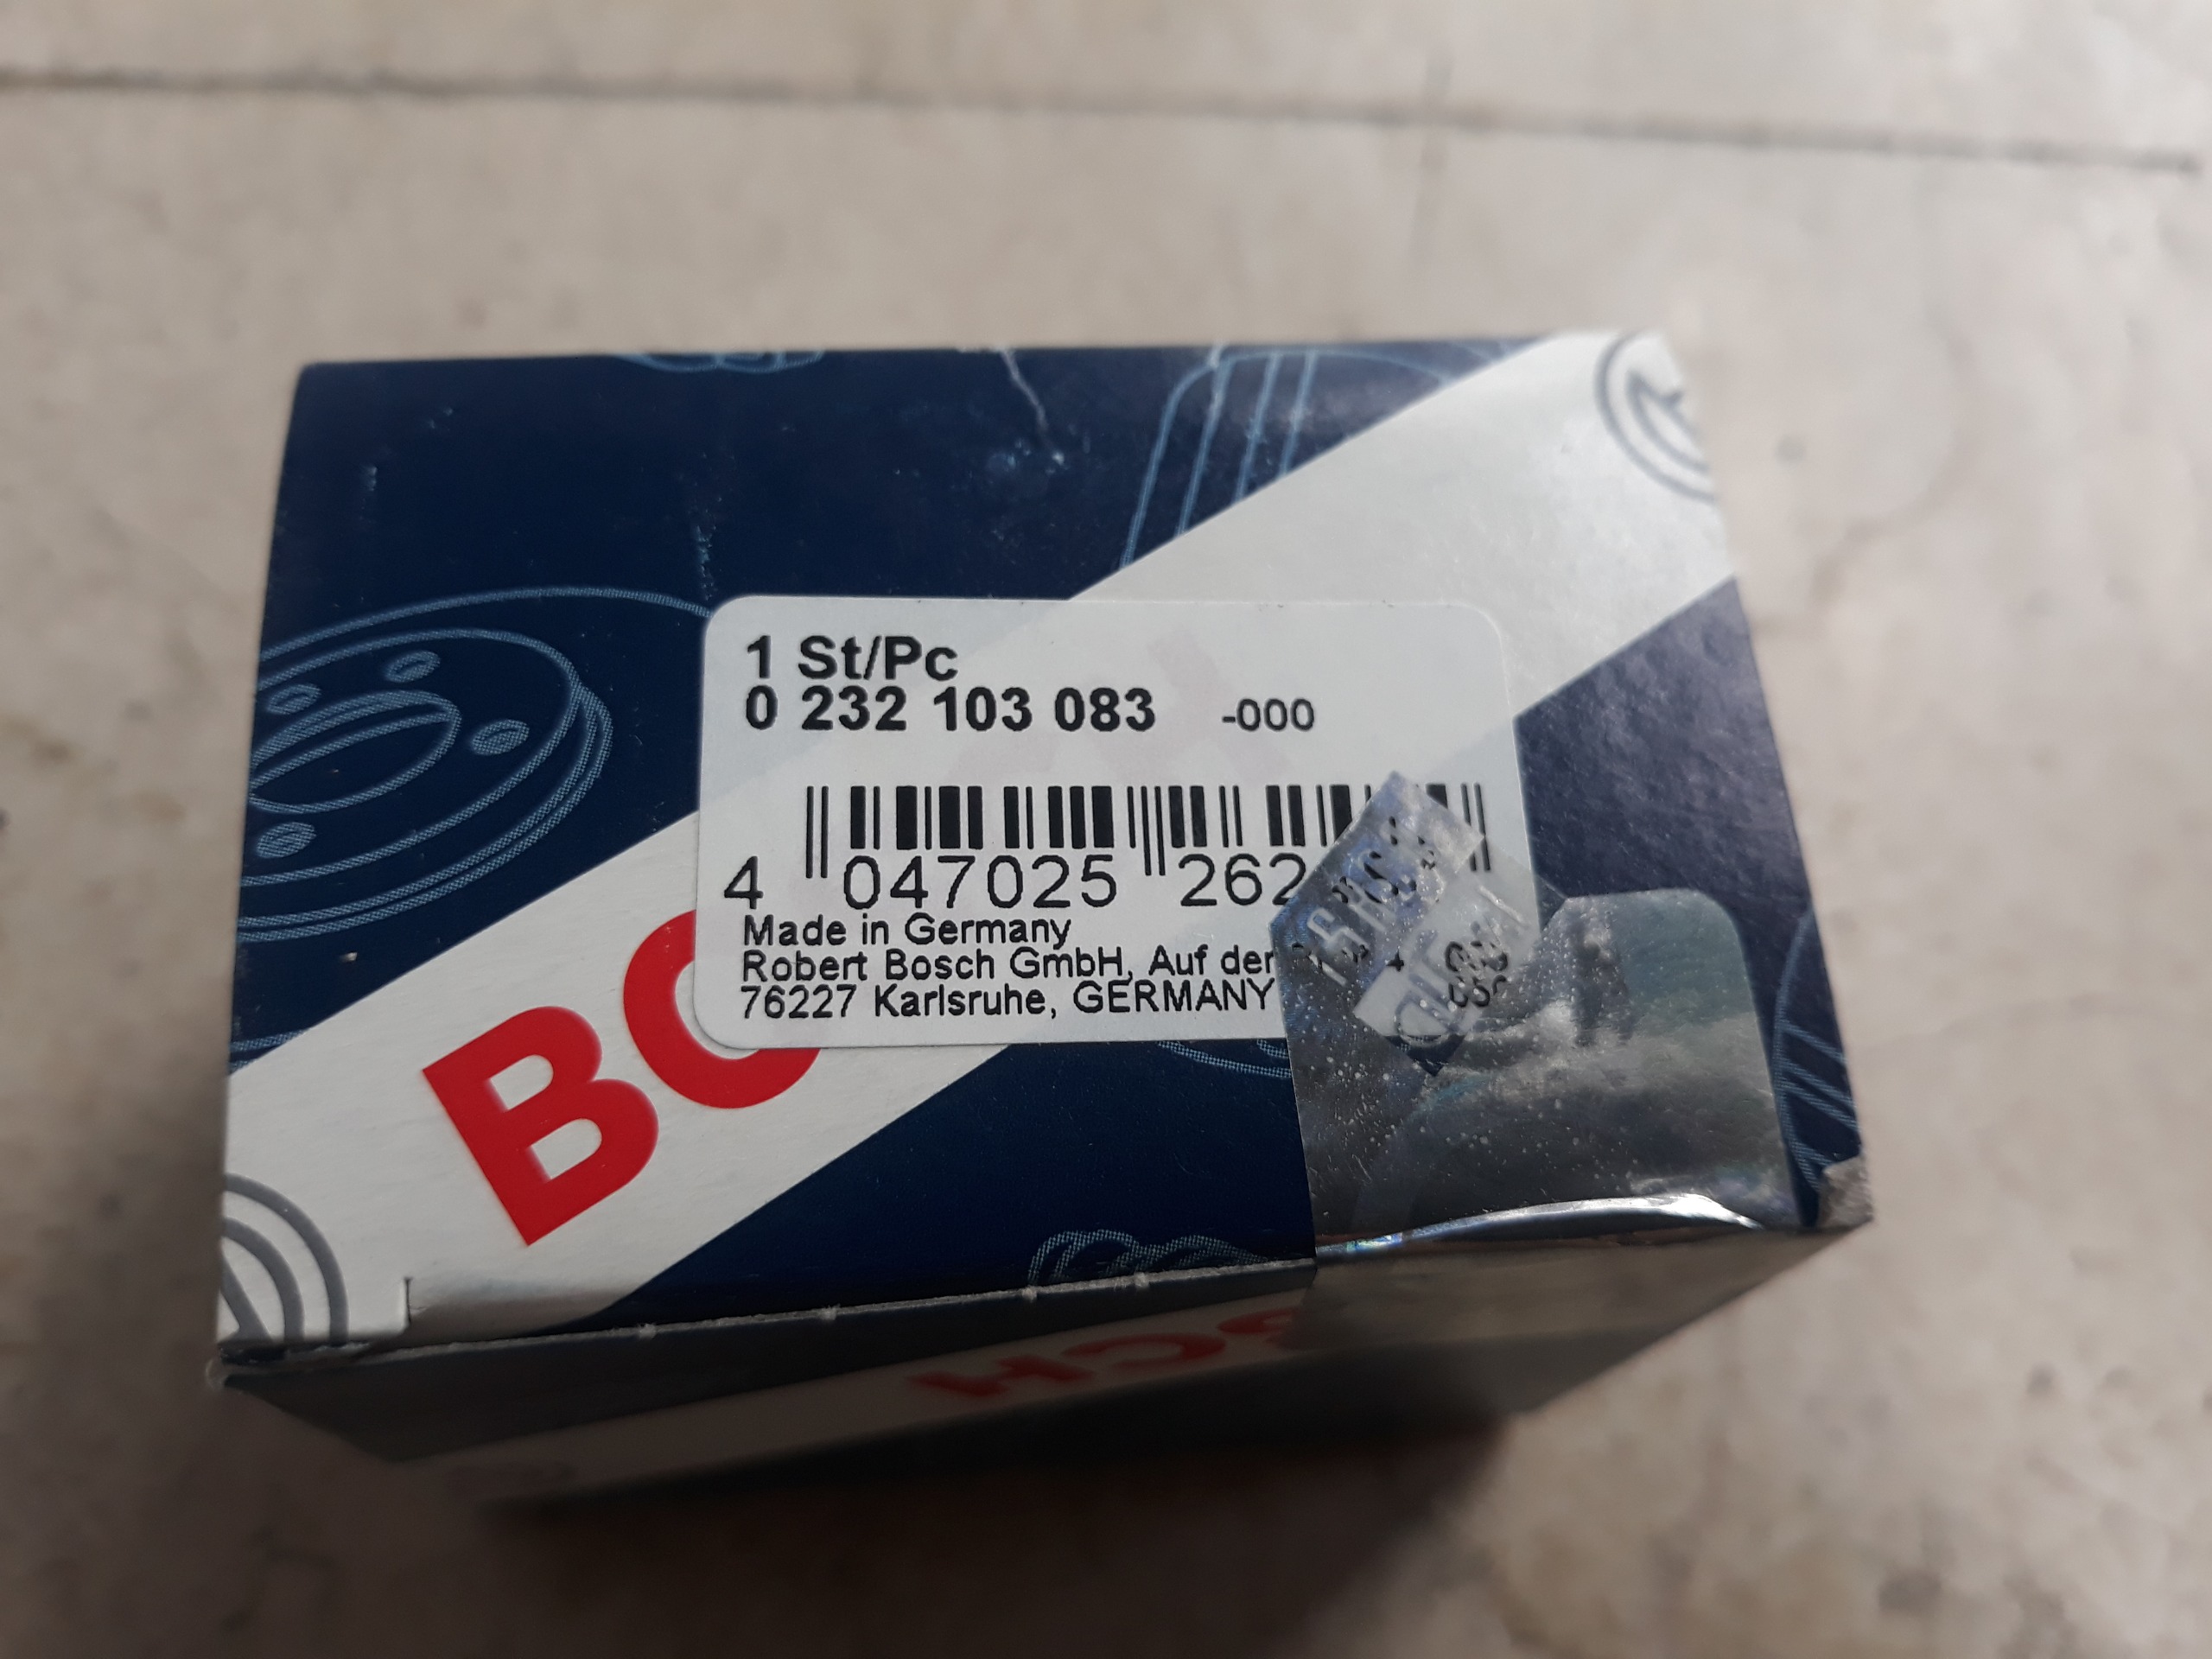 1 St/Pc
0 232 103 083 -000
4 047025 262
Made in Germany
Robert Bosch GmbH, Auf der
76227 Karlsruhe, GERMANY
BO
SCH